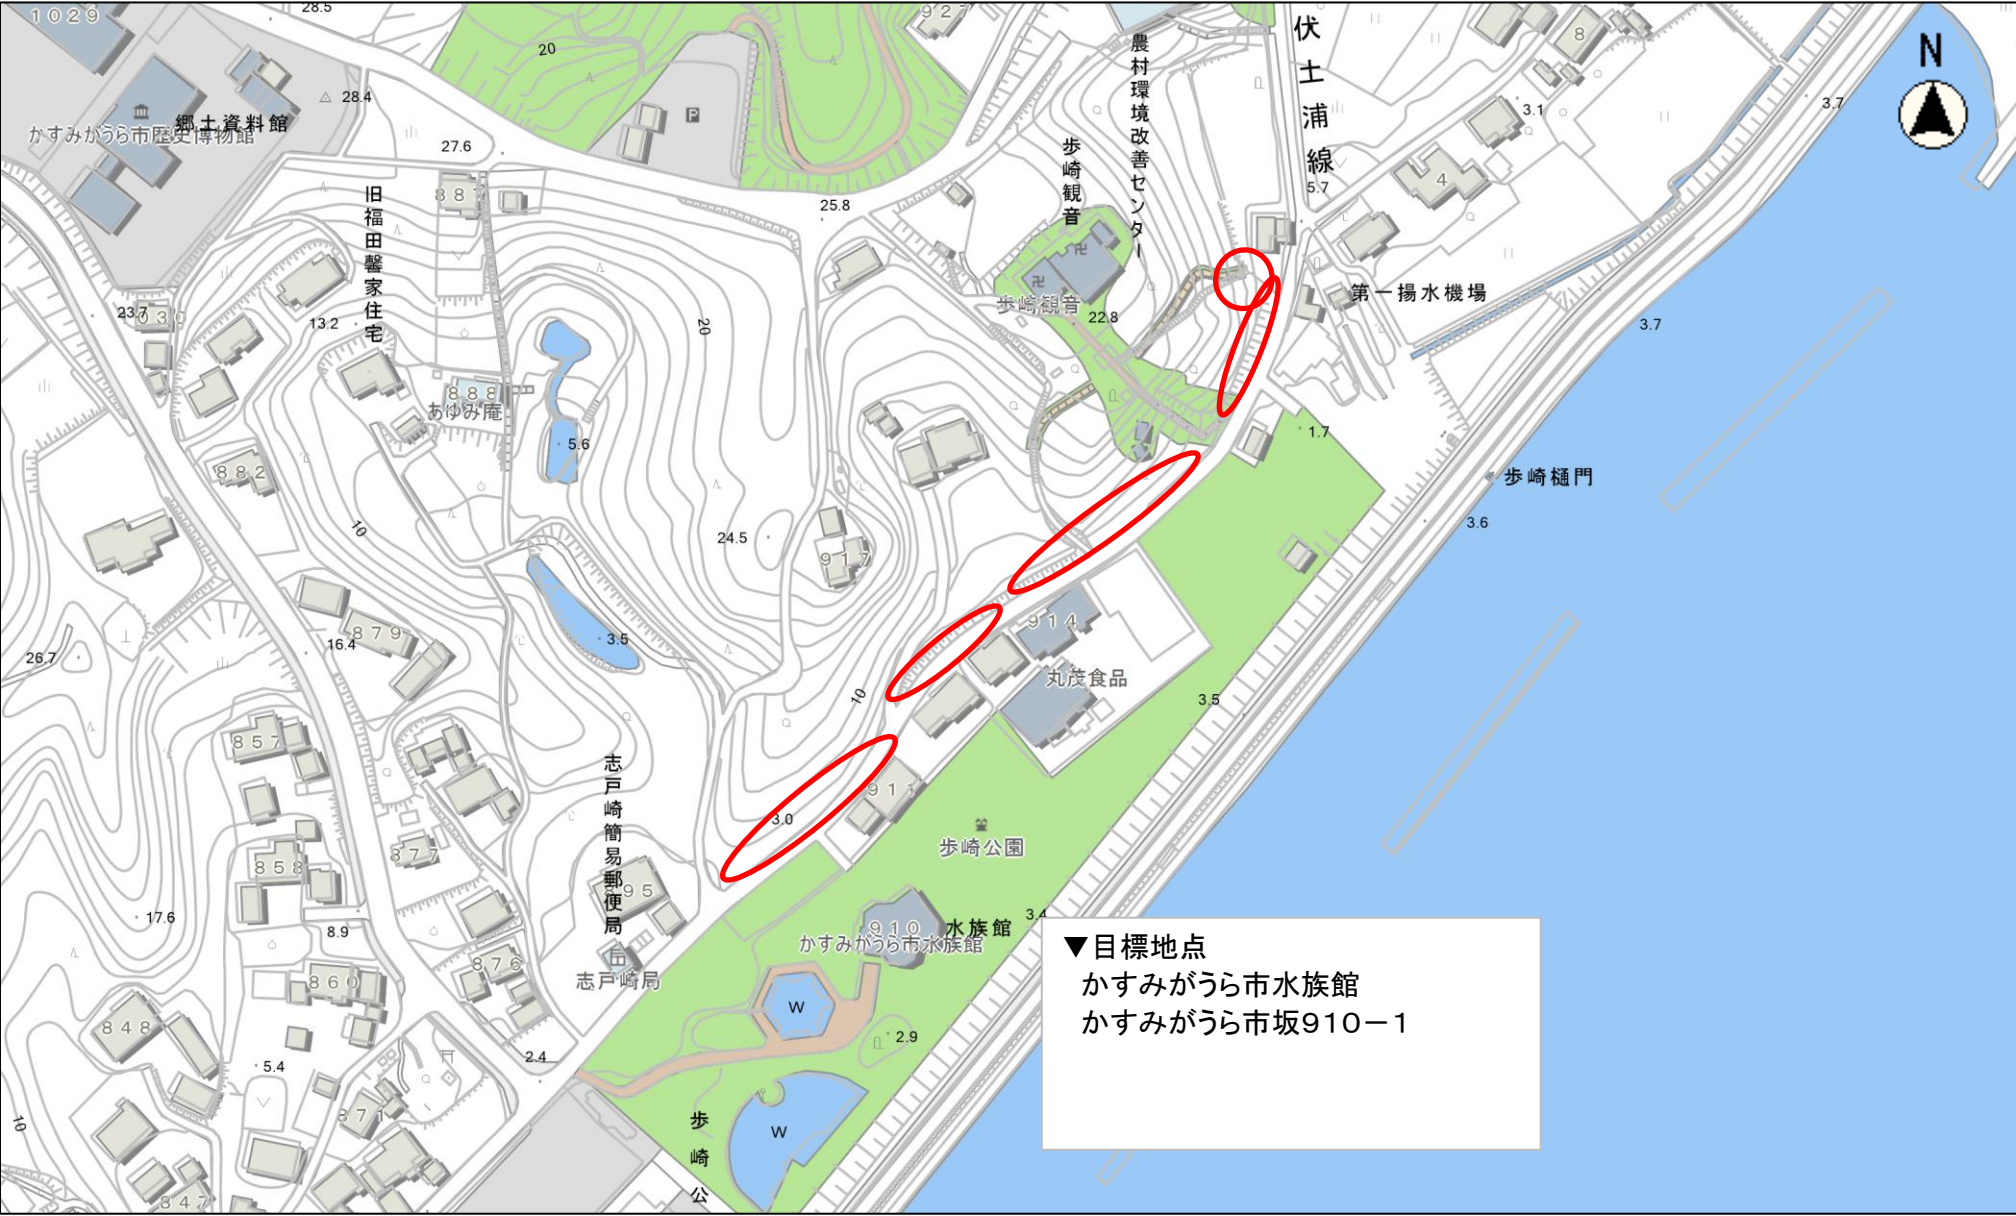 1029
28.5
20
927
伏土浦線
8
N
農村環境改善センター
28.4
郷土資料館
かすみがうら市歴史博物館
P
3.1
3.7
27.6
歩崎観音
5.7
4
旧福田馨家住宅
887
25.8
第一揚水機場
歩崎観音
22.8
3.7
23.7
1030
13.2
20
888
あゆみ庵
5.6
1.7
882
歩崎樋門
3.6
10
24.5
917
914
879
16.4
3.5
26.7
丸茂食品
10
3.5
857
志戸崎簡易郵便局
911
3.0
歩崎公園
877
858
895
17.6
8.9
910
水族館
3.4
かすみがうら市水族館
876
志戸崎局
860
848
W
2.9
2.4
5.4
871
W
10
歩崎公
847
▼目標地点
かすみがうら市水族館
かすみがうら市坂910－1